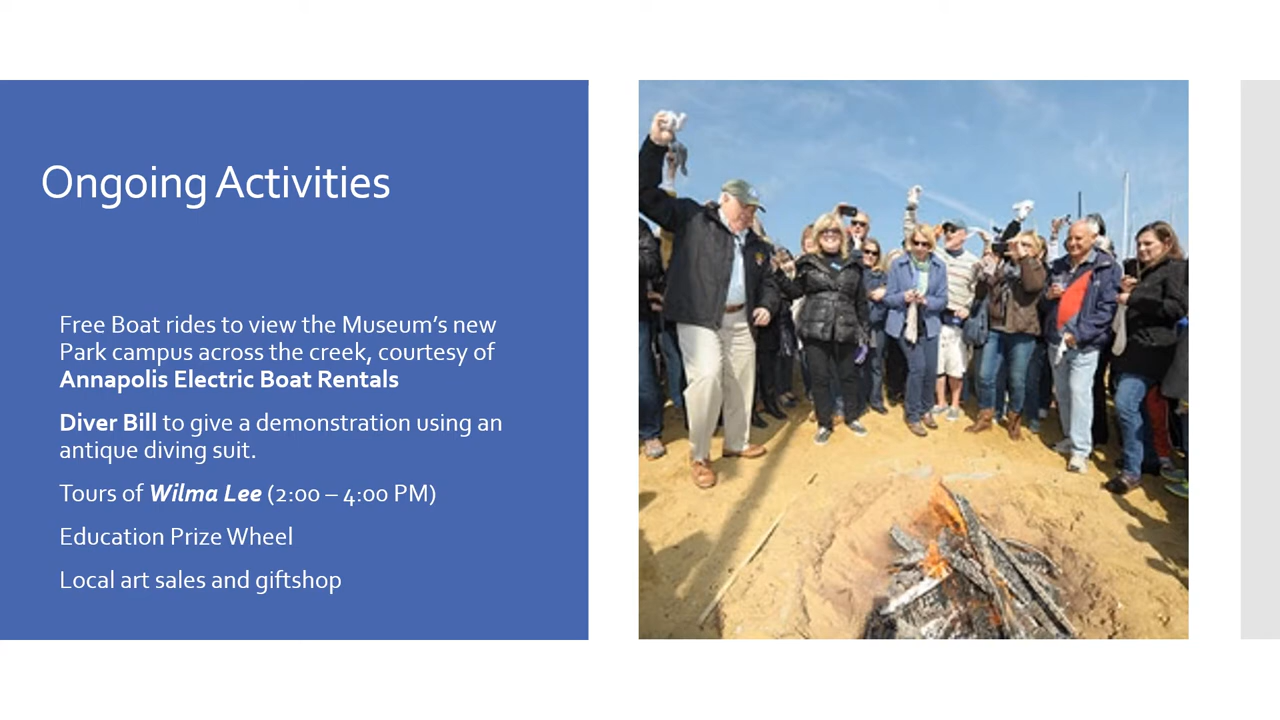 Ongoing Activities
Free Boat rides to view the Museum’s new
Park campus across the creek, courtesy of
Annapolis Electric Boat Rentals
Diver Bill to give a demonstration using an
antique diving suit.
Tours of Wilma Lee (2:00 – 4:00 PM)
Education Prize Wheel
Local art sales and giftshop